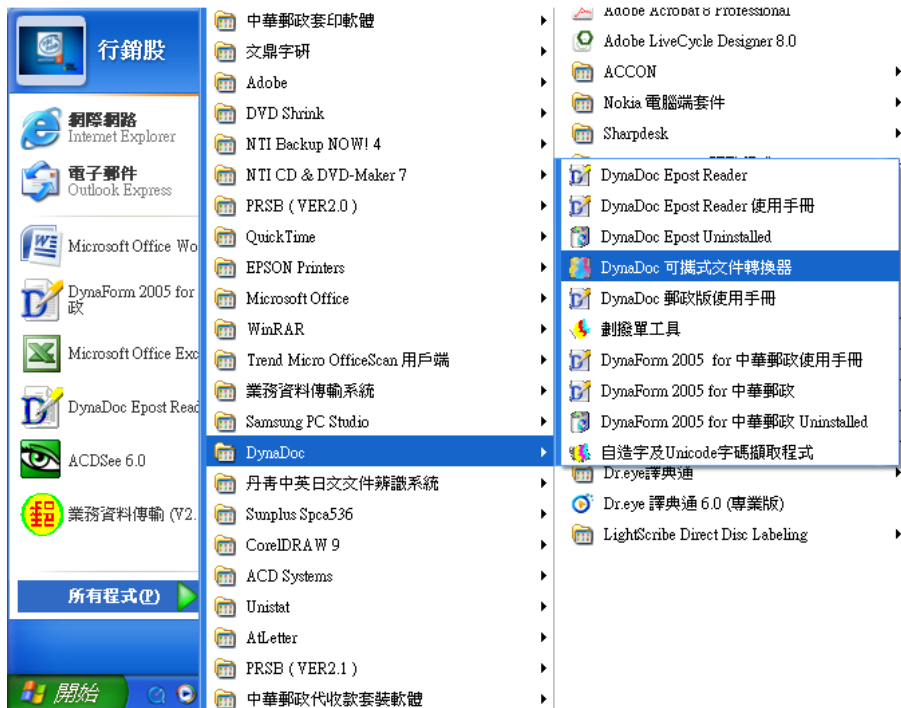 行銷股
網際網路
Internet Explorer
電子郵件
Outlook Express
Microsoft Office Wo
DynaForm 2005 for
政
Microsoft Office Exc
DynaDoc Epost Read
ACDSee 6.0
業務資料傳輸 (V2.
所有程式(P)
開始
中華郵政套印軟體
文鼎字研
Adobe
DVD Shrink
NTI Backup NOW! 4
NTI CD & DVD-Maker 7
PRSB ( VER2.0 )
QuickTime
EPSON Printers
Microsoft Office
WinRAR
Trend Micro OfficeScan 用戶端
業務資料傳輸系統
Samsung PC Studio
DynaDoc
丹青中英日文文件辨識系統
Sunplus Spca536
CorelDRAW 9
ACD Systems
Unistat
AtLetter
PRSB ( VER2.1 )
中華郵政代收款套裝軟體
Adobe Acrobat 8 Professional
Adobe LiveCycle Designer 8.0
ACCON
Nokia 電腦端套件
Sharpdesk
DynaDoc Epost Reader
DynaDoc Epost Reader 使用手冊
DynaDoc Epost Uninstalled
DynaDoc 可攜式文件轉換器
DynaDoc 郵政版使用手冊
劃撥單工具
DynaForm 2005 for 中華郵政使用手冊
DynaForm 2005 for 中華郵政
DynaForm 2005 for 中華郵政 Uninstalled
自造字及Unicode字碼擷取程式
Dr.eye譯典通
Dr.eye 譯典通 6.0 (專業版)
LightScribe Direct Disc Labeling